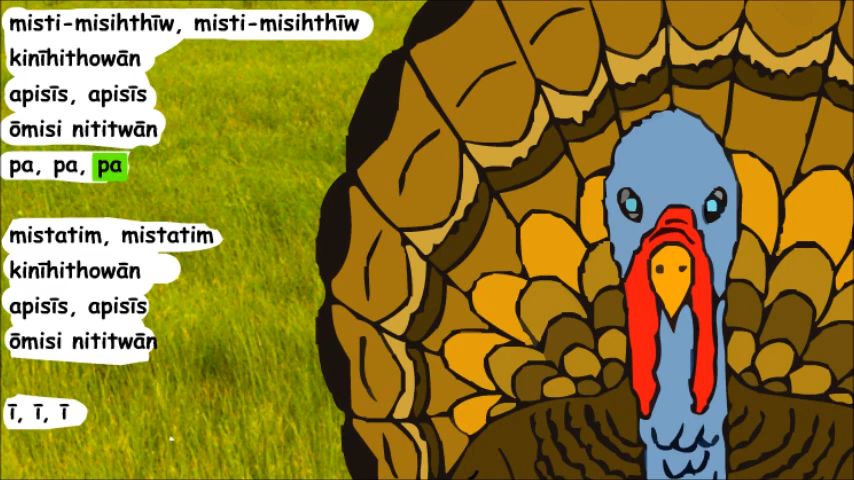 misti-misihthīw, misti-misihthīw
kinīhithowān
apisīs, apisīs
ōmisi nititwān
pa, pa, pa
mistatim, mistatim
kinīhithowān
apisīs, apisīs
ōmisi nititwān
ī, ī, ī